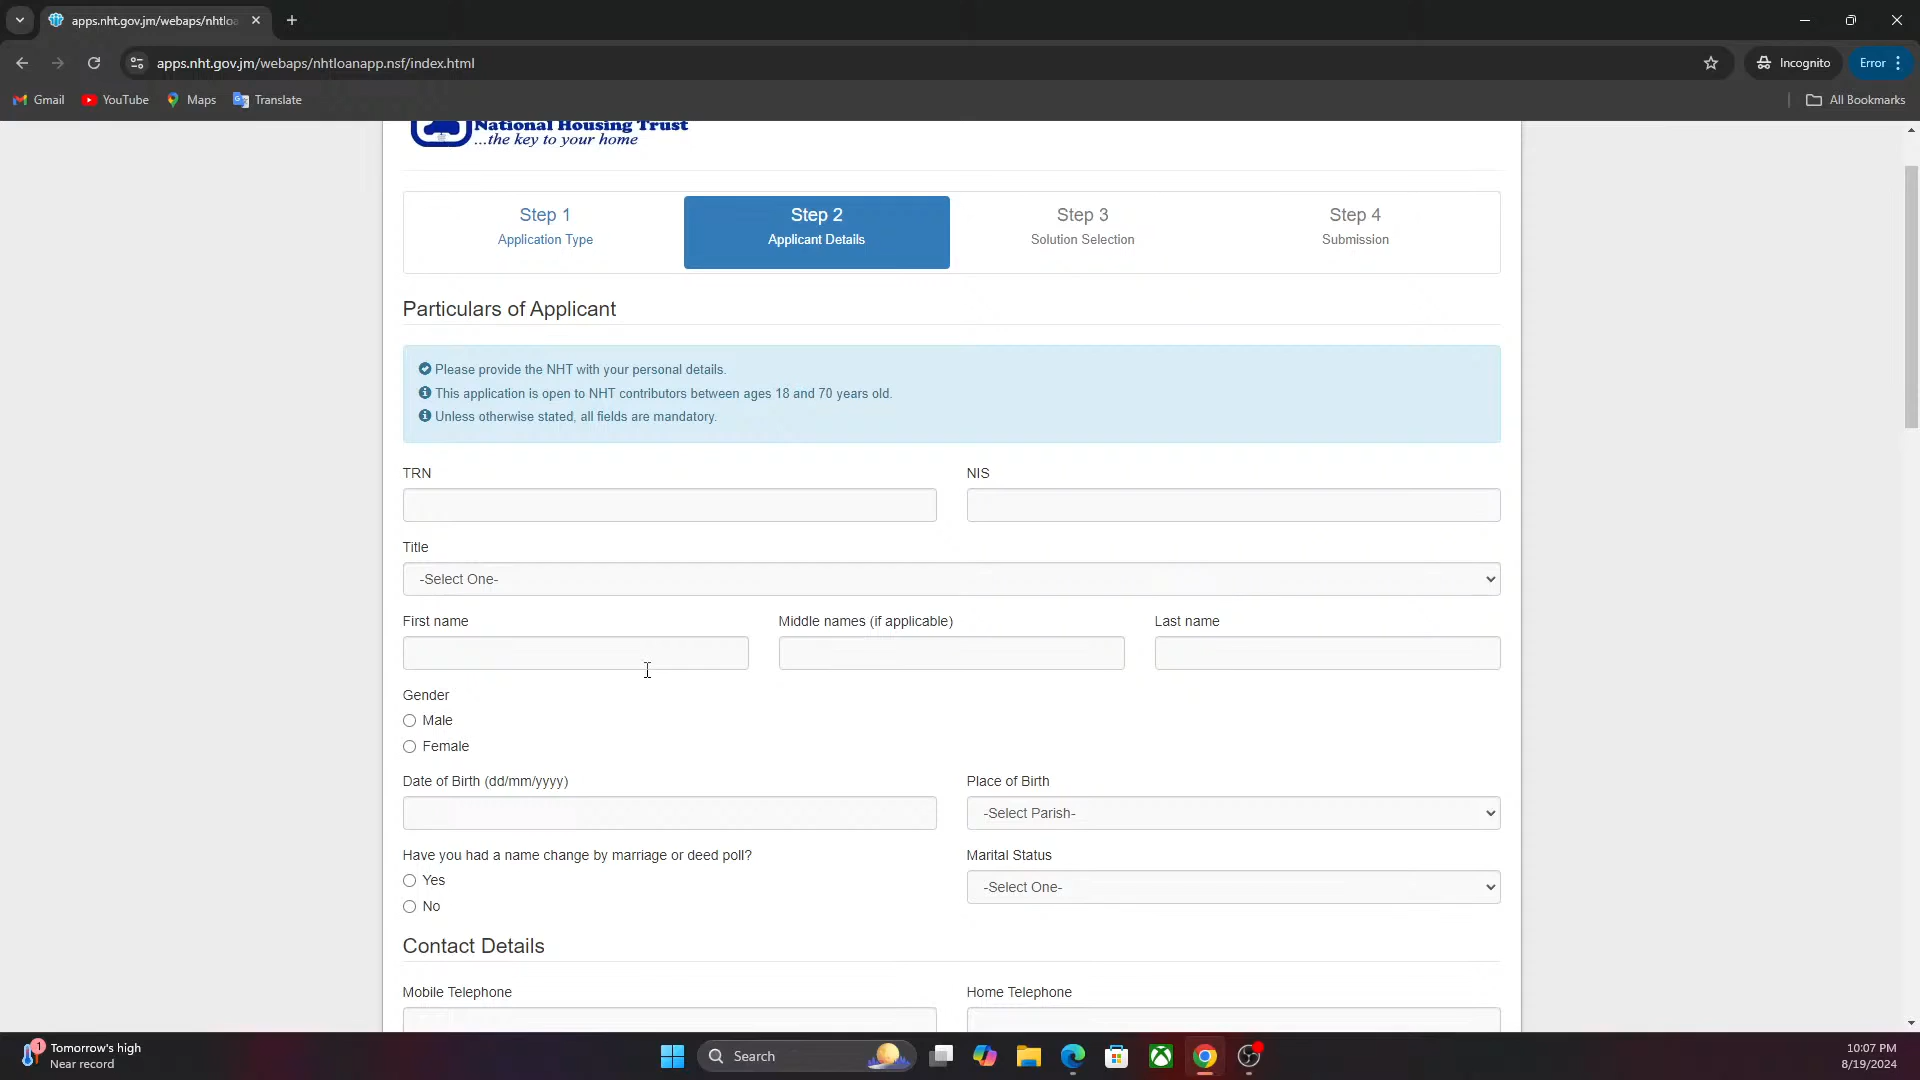 apps.nht.gov.jm/webaps/nhtloa
apps.nht.gov.jm/webaps/nhtloanapp.nsf/index.html
Incognito
Error
Gmail
YouTube
Maps
Translate
All Bookmarks
National Housing Trust
...the key to your home
Step 1
Application Type
Step 2
Applicant Details
Step 3
Solution Selection
Step 4
Submission
Particulars of Applicant
Please provide the NHT with your personal details.
This application is open to NHT contributors between ages 18 and 70 years old.
Unless otherwise stated, all fields are mandatory.
TRN
NIS
Title
-Select One-
First name
Middle names (if applicable)
Last name
Gender
Male
Female
Date of Birth (dd/mm/yyyy)
Place of Birth
-Select Parish-
Have you had a name change by marriage or deed poll?
Marital Status
Yes
-Select One-
No
Contact Details
Mobile Telephone
Home Telephone
1
Tomorrow's high
Near record
Search
10:07 PM
8/19/2024